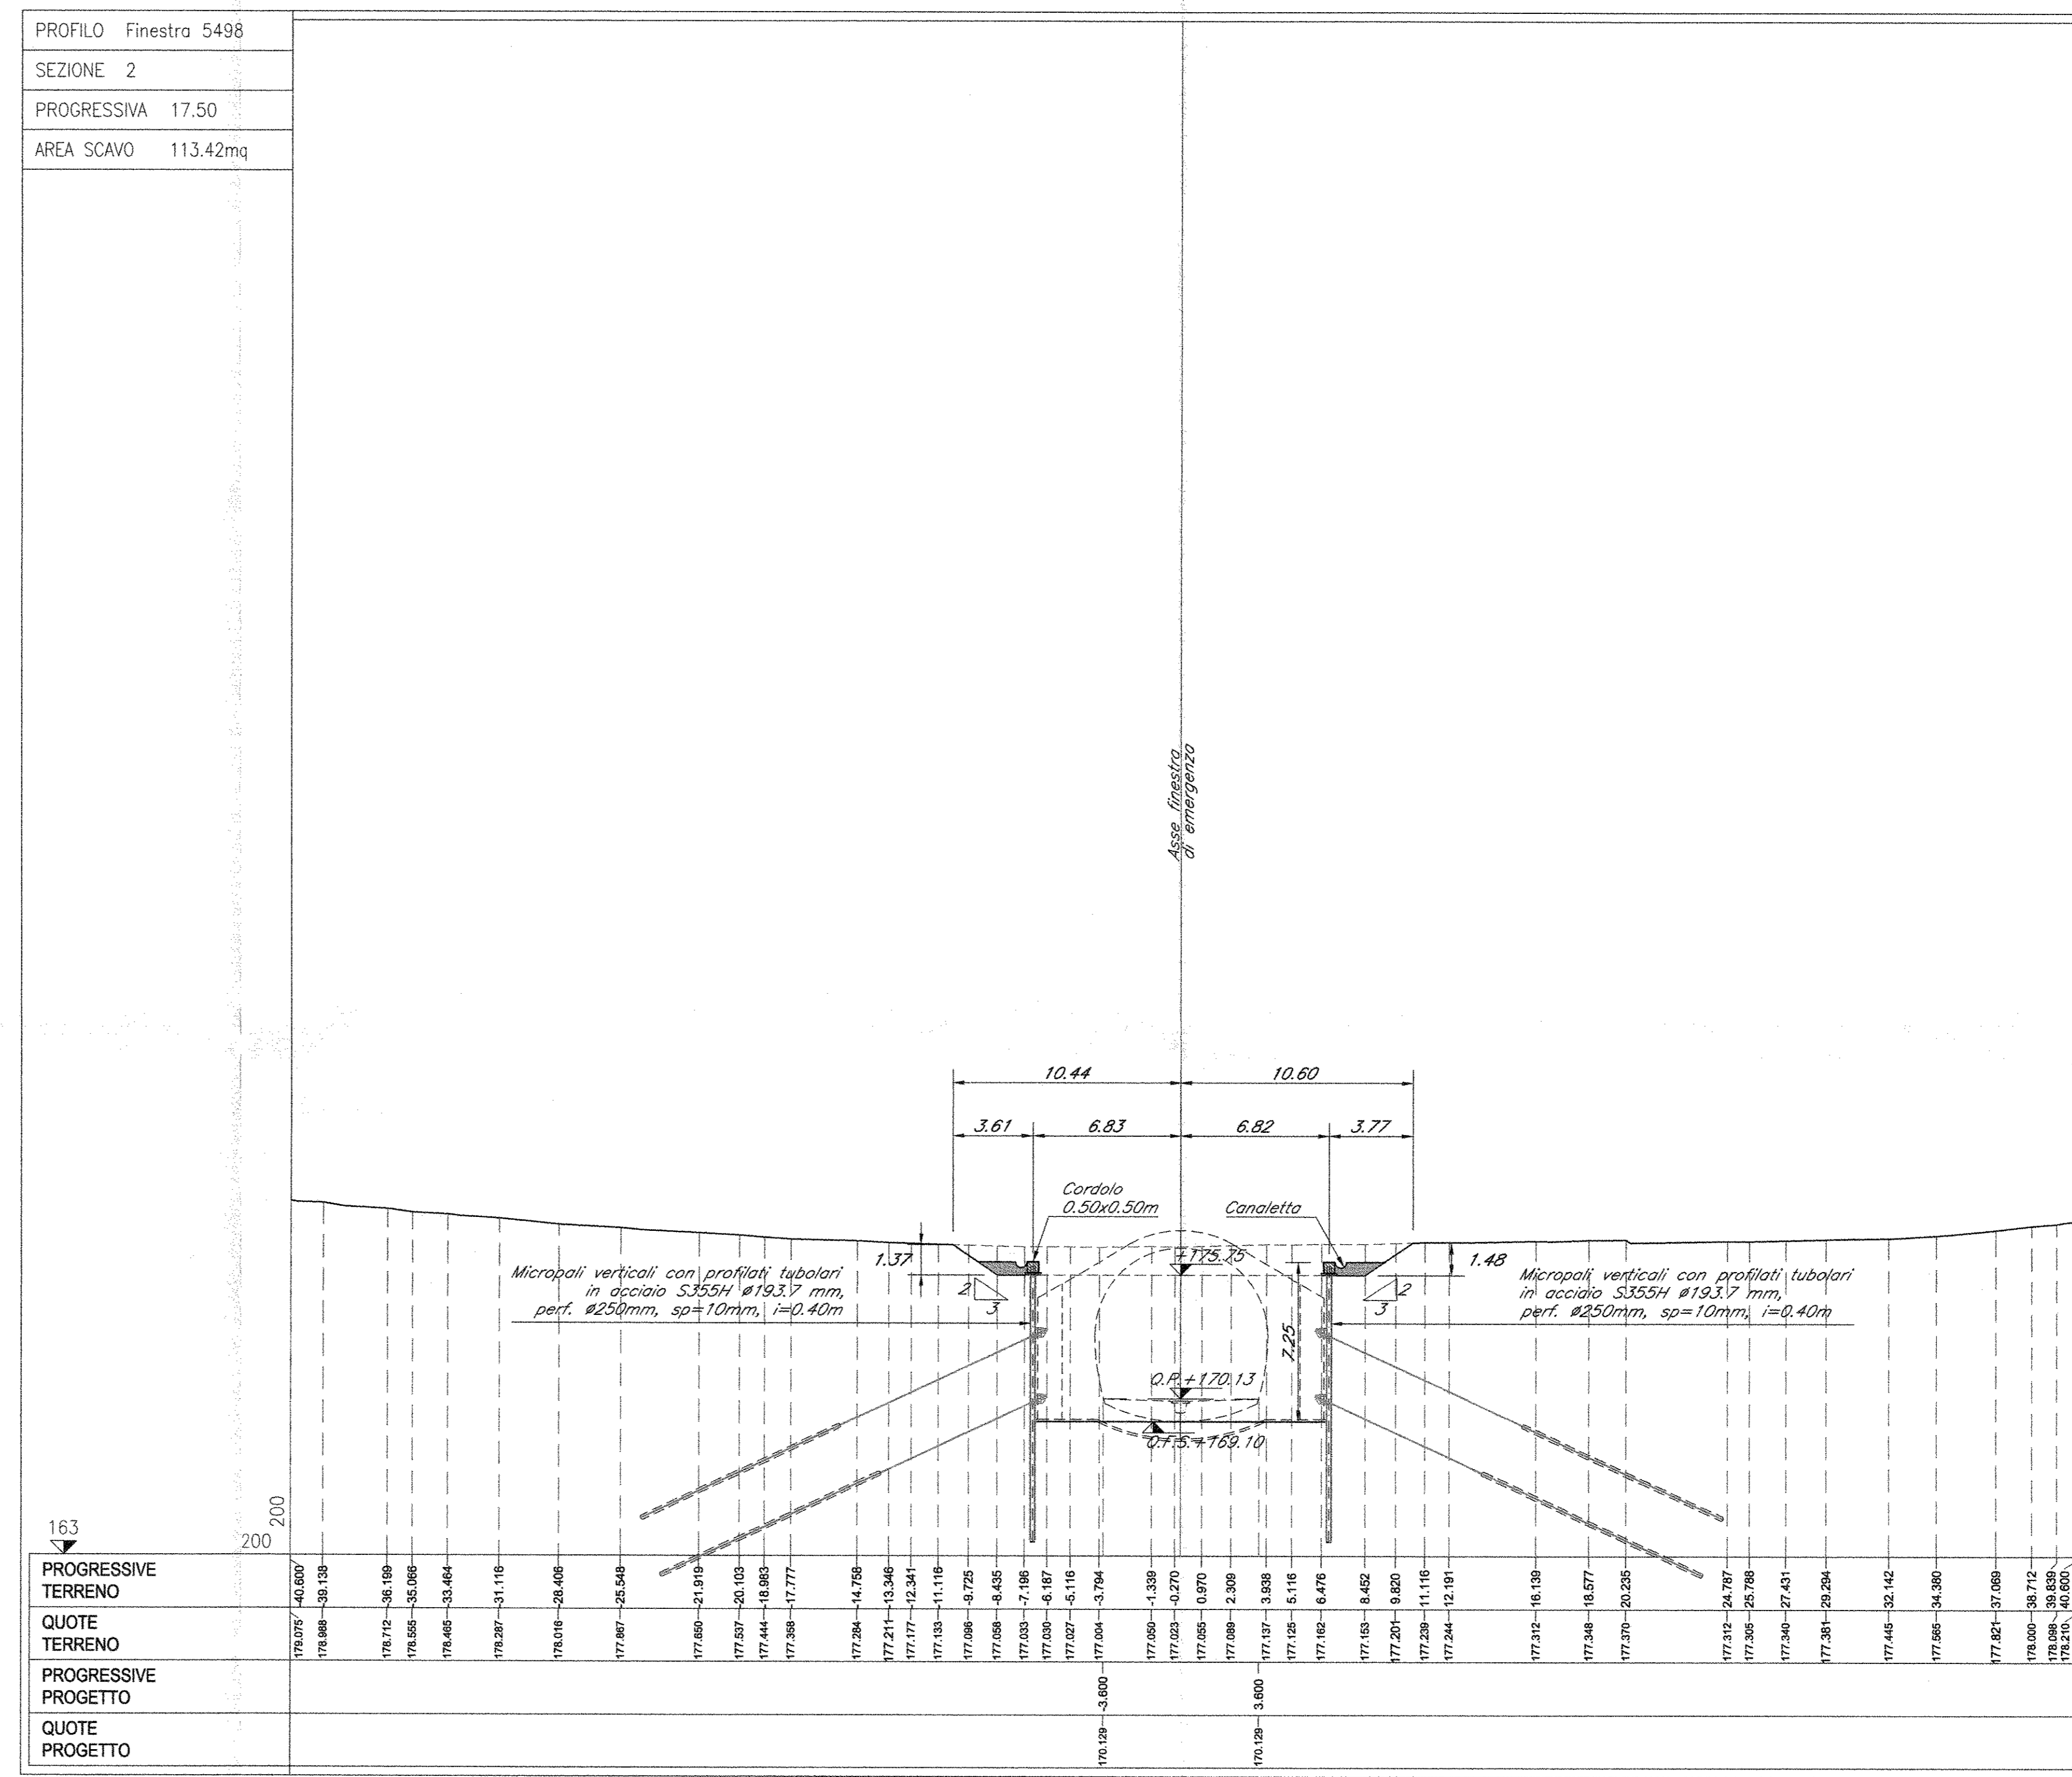 PROFILO Finestra 5498
SEZIONE 2
PROGRESSIVA 17.50
AREA SCAVO 113.42mq
Asse finestra
di emergenza
10.44 10.60
3.61 6.83 6.82 3.77
Cordolo
0.50x0.50m
Canaletta
1.37
+175.75
1.48
Micropali verticali con profilati tubolari
in acciaio S355H ø193.7 mm,
perf. ø250mm, sp=10mm, i=0.40m
2
3
2
3
Micropali verticali con profilati tubolari
in acciaio S355H ø193.7 mm,
perf. ø250mm, sp=10mm, i=0.40m
7.25
Q.P.+170.13
Q.F.S.+169.10
163
200
200
PROGRESSIVE
TERRENO
-40.600 -39.138 -36.199 -35.066 -33.464 -31.116 -28.406 -25.548 -21.919 -20.103 -18.983 -17.777 -14.758 -13.346 -12.341 -11.116 -9.725 -8.435 -7.196 -6.187 -5.116 -3.794 -1.339 -0.270 0.970 2.309 3.938 5.116 6.476 8.452 9.820 11.116 12.191 16.139 18.577 20.235 24.787 25.788 27.431 29.294 32.142 34.380 37.069 38.712 39.839 40.600
QUOTE
TERRENO
179.075 178.988 178.712 178.555 178.465 178.287 178.016 177.867 177.650 177.537 177.444 177.358 177.284 177.211 177.177 177.133 177.096 177.058 177.033 177.030 177.027 177.004 177.050 177.023 177.055 177.089 177.137 177.125 177.162 177.153 177.201 177.239 177.244 177.312 177.348 177.370 177.312 177.305 177.340 177.381 177.445 177.565 177.821 178.000 178.098 178.210
PROGRESSIVE
PROGETTO
-3.600 3.600
QUOTE
PROGETTO
170.129 170.129